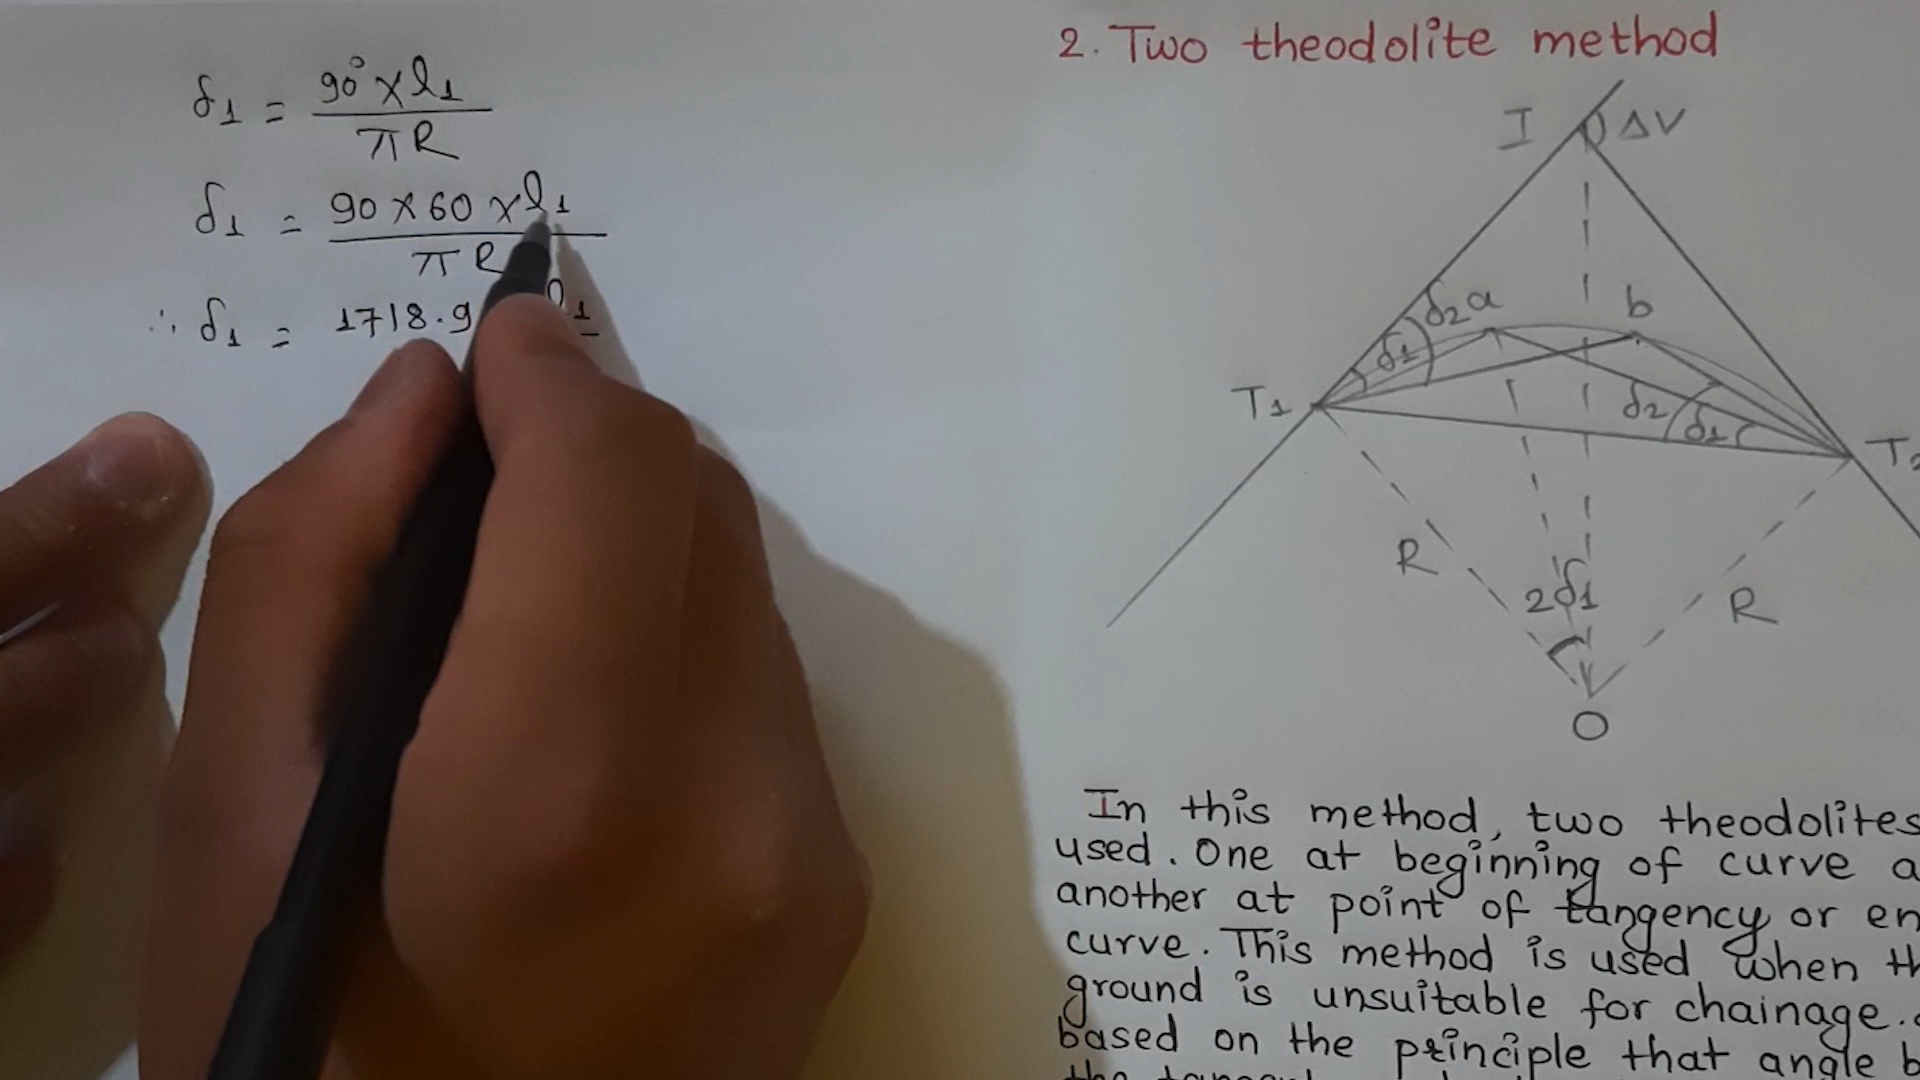 δ1 = 90° × l1
πR
δ1 = 90 × 60 × l1
πR
∴ δ1 = 1718.9 l1
2. Two theodolite method
I ΔV
δ2 a b
δ1
T1
δ2 δ1
T2
R
2δ1
R
O
In this method, two theodolites
used. One at beginning of curve
another at point of tangency or
curve. This method is used when
ground is unsuitable for chainage.
based on the principle that angle
the